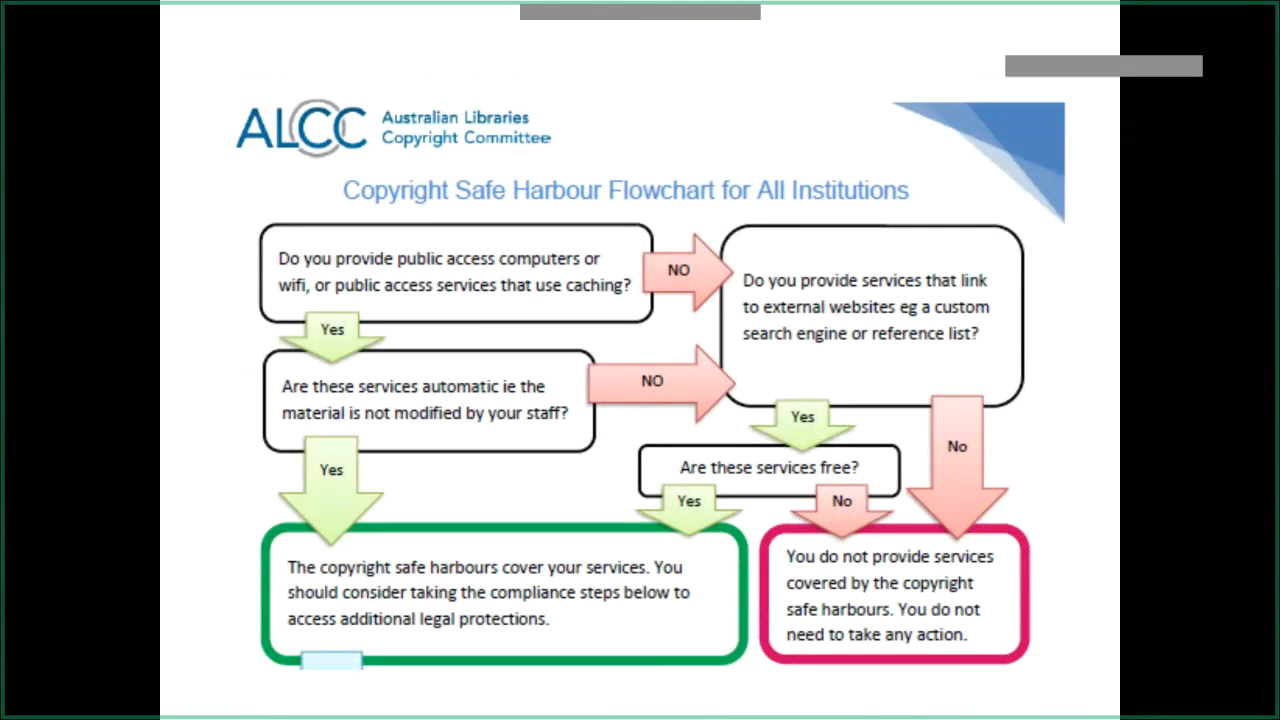 ALCC
Australian Libraries
Copyright Committee
Copyright Safe Harbour Flowchart for All Institutions
Do you provide public access computers or
wifi, or public access services that use caching?
NO
Do you provide services that link
to external websites eg a custom
search engine or reference list?
Yes
Are these services automatic ie the
material is not modified by your staff?
NO
Yes
No
Are these services free?
Yes
Yes
No
The copyright safe harbours cover your services. You
should consider taking the compliance steps below to
access additional legal protections.
You do not provide services
covered by the copyright
safe harbours. You do not
need to take any action.